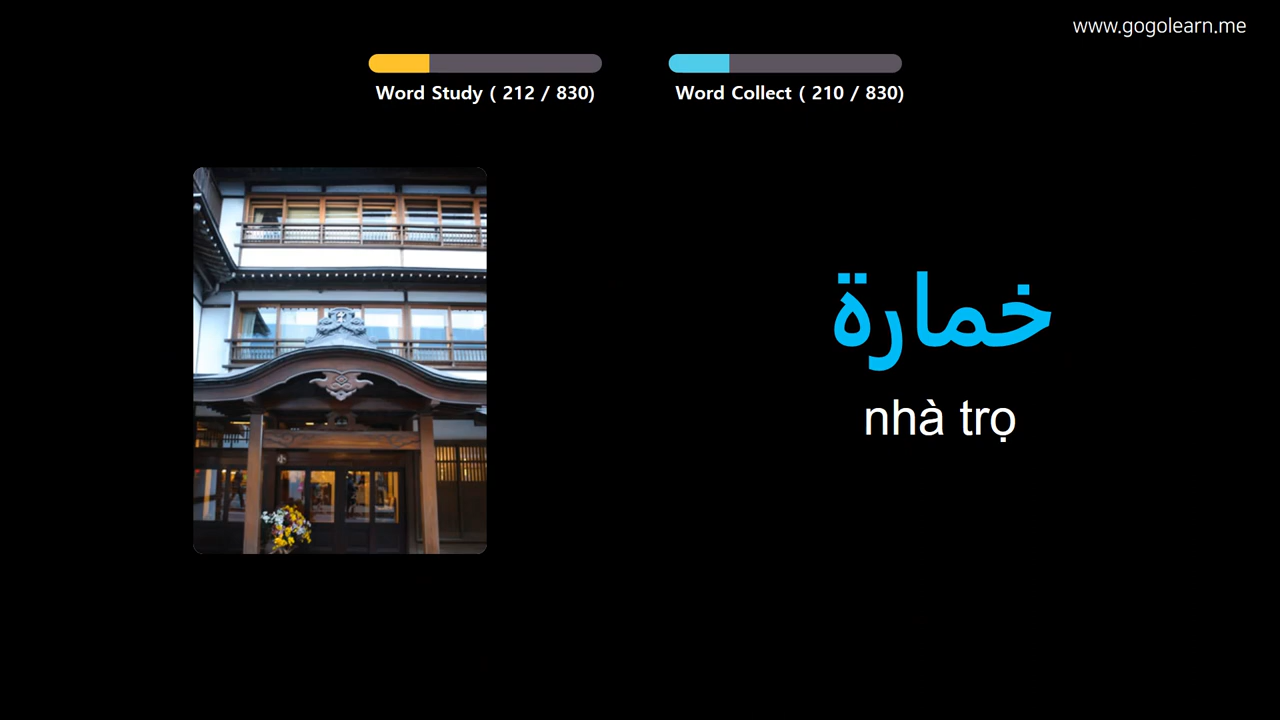 www.gogolearn.me
Word Study ( 212 / 830)
Word Collect ( 210 / 830)
خمارة
nhà trọ